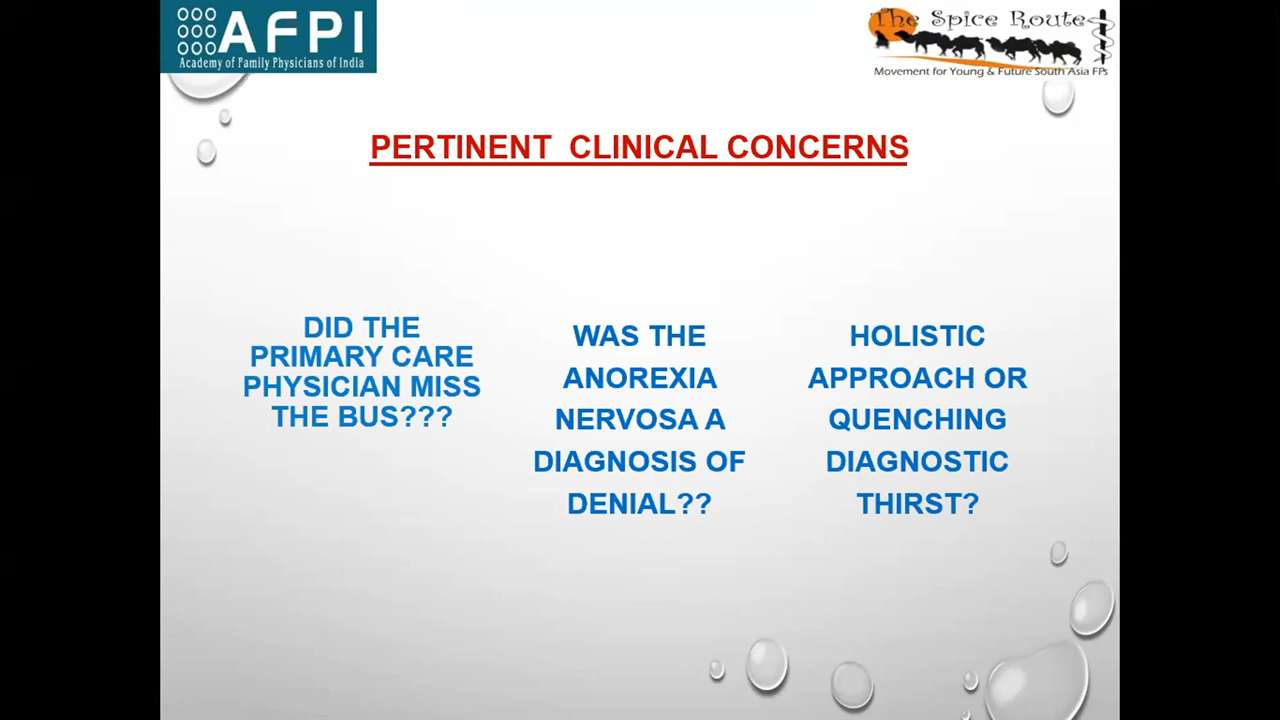 AFPI
Academy of Family Physicians of India
The Spice Route
Movement for Young & Future South Asia FPs
PERTINENT CLINICAL CONCERNS
DID THE
PRIMARY CARE
PHYSICIAN MISS
THE BUS???
WAS THE
ANOREXIA
NERVOSA A
DIAGNOSIS OF
DENIAL??
HOLISTIC
APPROACH OR
QUENCHING
DIAGNOSTIC
THIRST?